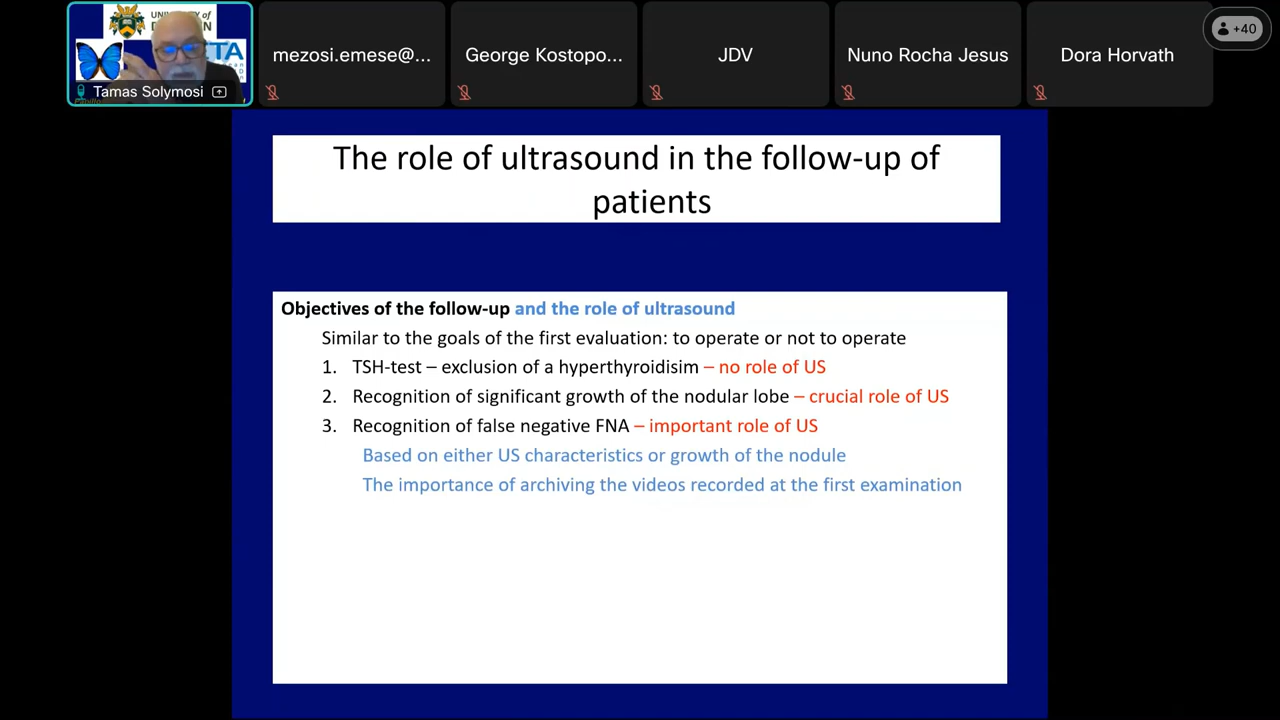 UNIVERSITY of
TA
Tamas Solymosi
mezosi.emese@...
George Kostopo...
JDV
Nuno Rocha Jesus
Dora Horvath
+40
The role of ultrasound in the follow-up of
patients
Objectives of the follow-up and the role of ultrasound
Similar to the goals of the first evaluation: to operate or not to operate
1. TSH-test – exclusion of a hyperthyroidisim – no role of US
2. Recognition of significant growth of the nodular lobe – crucial role of US
3. Recognition of false negative FNA – important role of US
Based on either US characteristics or growth of the nodule
The importance of archiving the videos recorded at the first examination